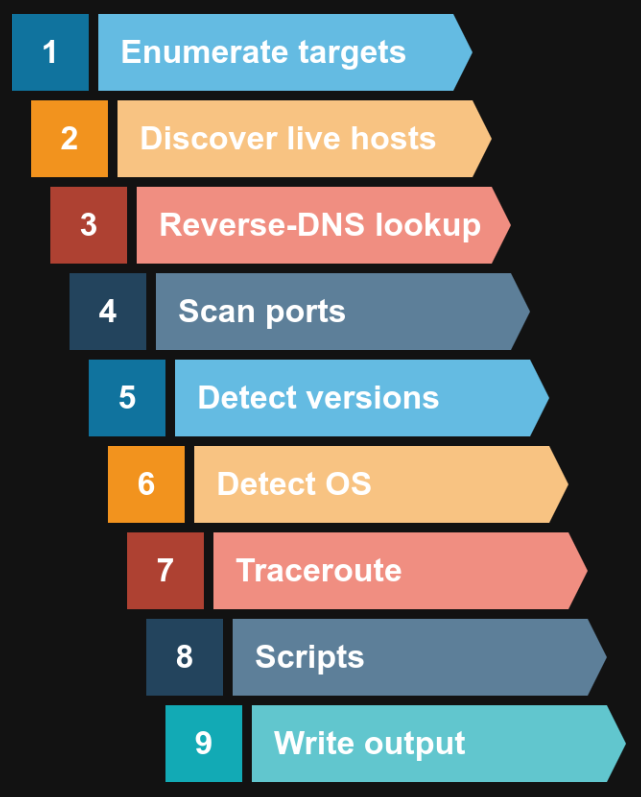 1 Enumerate targets
2 Discover live hosts
3 Reverse-DNS lookup
4 Scan ports
5 Detect versions
6 Detect OS
7 Traceroute
8 Scripts
9 Write output